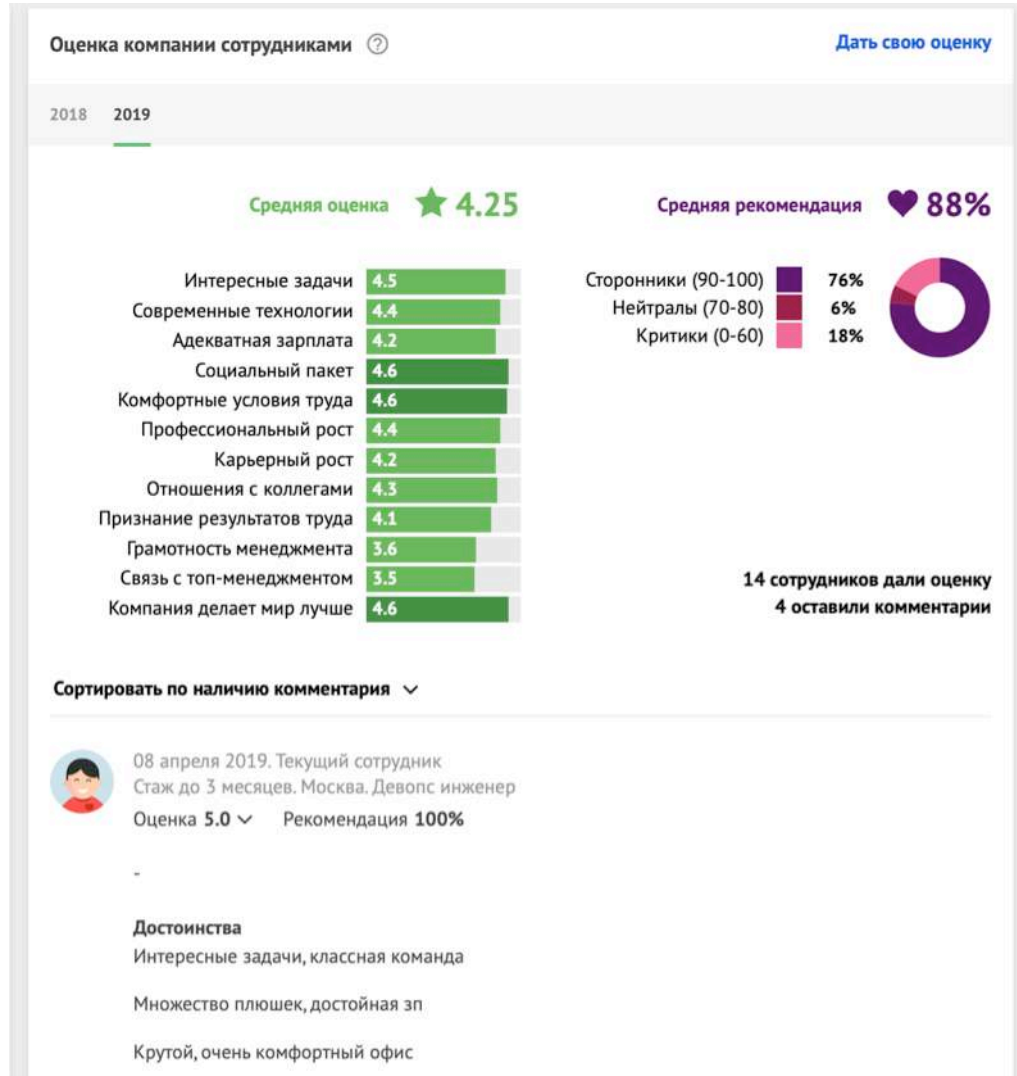 Оценка компании сотрудниками ?
Дать свою оценку
2018 2019
Средняя оценка 4.25
Интересные задачи 4.5
Современные технологии 4.4
Адекватная зарплата 4.2
Социальный пакет 4.6
Комфортные условия труда 4.6
Профессиональный рост 4.4
Карьерный рост 4.2
Отношения с коллегами 4.3
Признание результатов труда 4.1
Грамотность менеджмента 3.6
Связь с топ-менеджментом 3.5
Компания делает мир лучше 4.6
Средняя рекомендация 88%
Сторонники (90-100) 76%
Нейтралы (70-80) 6%
Критики (0-60) 18%
14 сотрудников дали оценку
4 оставили комментарии
Сортировать по наличию комментария
08 апреля 2019. Текущий сотрудник
Стаж до 3 месяцев. Москва. Девопс инженер
Оценка 5.0 Рекомендация 100%
-
Достоинства
Интересные задачи, классная команда
Множество плюшек, достойная зп
Крутой, очень комфортный офис